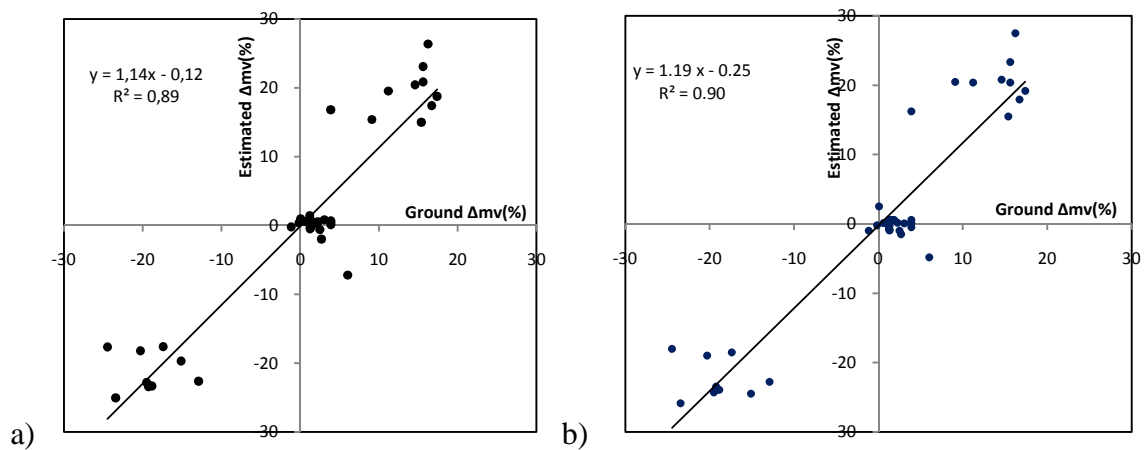 30
Estimated Δmv(%)
y = 1,14x - 0,12
R² = 0,89
20
10
Ground Δmv(%)
0
-30 -20 -10 0 10 20 30
-10
-20
-30
a)
30
Estimated Δmv(%)
y = 1.19 x - 0.25
R² = 0.90
20
10
Ground Δmv(%)
0
-30 -20 -10 0 10 20 30
-10
-20
30
b)